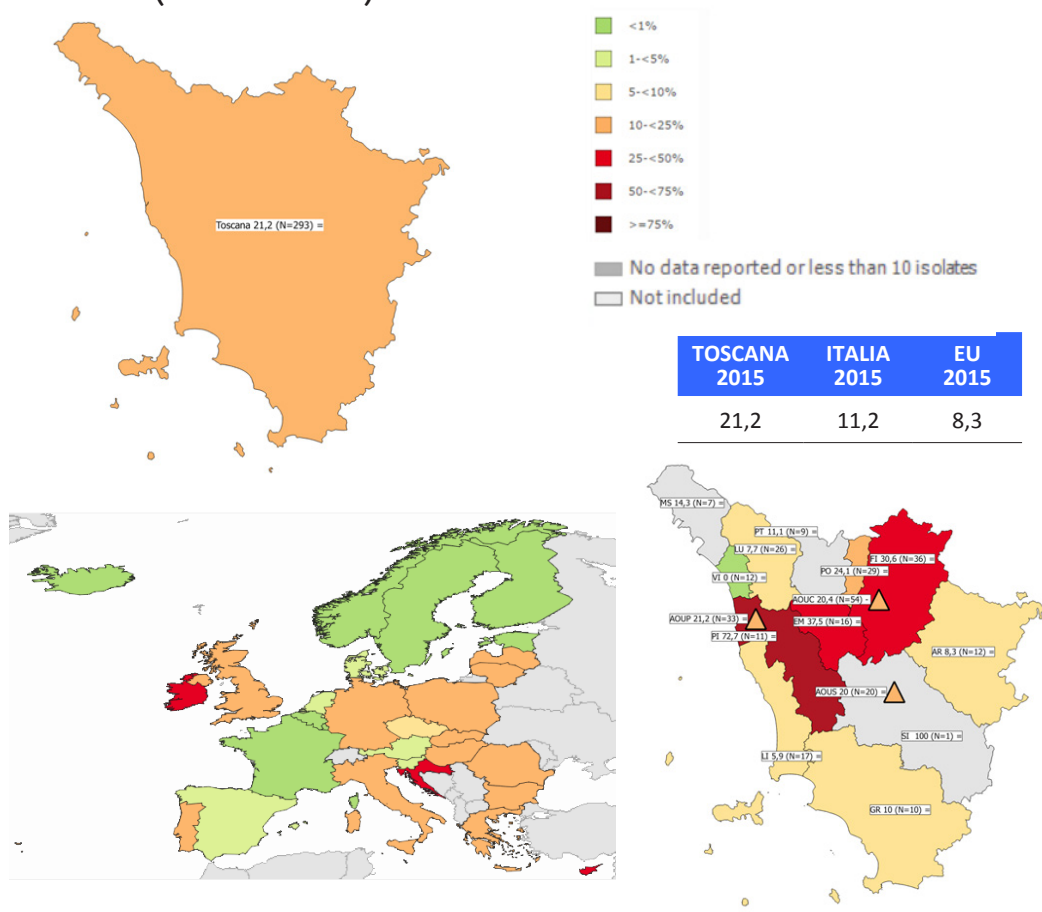 <1%
1-<5%
5-<10%
10-<25%
25-<50%
50-<75%
>=75%
No data reported or less than 10 isolates
Not included
Toscana 21,2 (N=293) =
TOSCANA 2015 ITALIA 2015 EU 2015
21,2 11,2 8,3
MS 14,3 (N=7) =
PT 11,1 (N=9) =
LU 7,7 (N=26) =
FI 30,6 (N=36) =
PO 24,1 (N=29) =
VI 0 (N=12) =
AOUC 20,4 (N=54) -
AOUP 21,2 (N=33) =
EM 37,5 (N=16) =
PI 72,7 (N=11) =
AR 8,3 (N=12) =
AOUS 20 (N=20) =
SI 100 (N=1) =
LI 5,9 (N=17) =
GR 10 (N=10) =